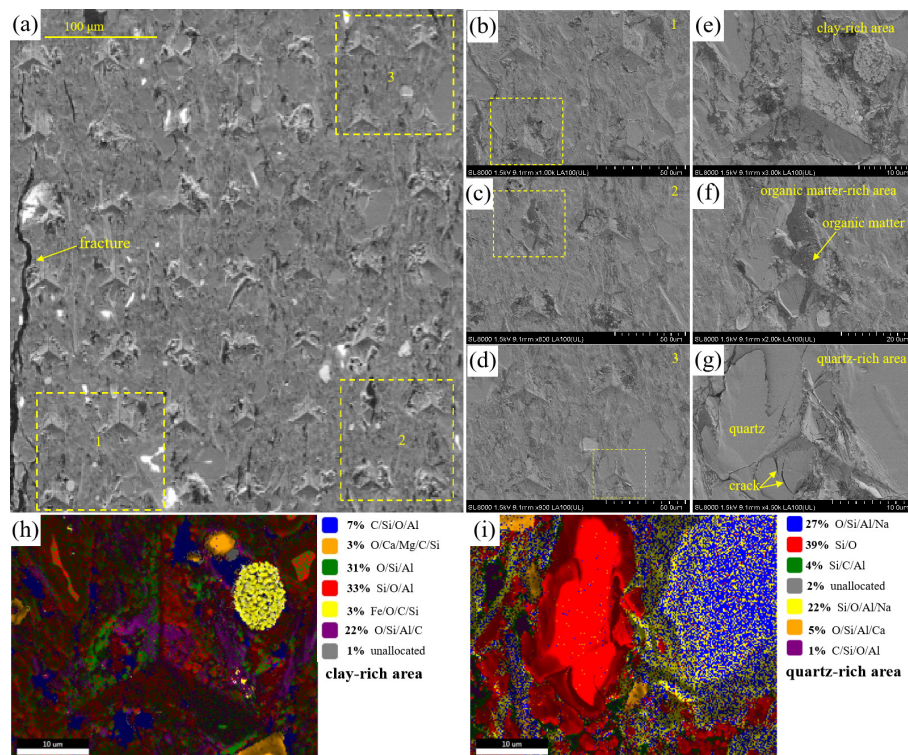 (a)
100 μm
3
fracture
1
2
(b)
1
SL8000 1.5kV 9.1mm x1.00k LA100(UL)
50.0um
(c)
2
SL8000 1.5kV 9.1mm x800 LA100(UL)
50.0um
(d)
3
SL8000 1.5kV 9.1mm x900 LA100(UL)
50.0um
(e)
clay-rich area
SL8000 1.5kV 9.1mm x3.00k LA100(UL)
10.0um
(f)
organic matter-rich area
organic matter
SL8000 1.5kV 9.1mm x2.00k LA100(UL)
20.0um
(g)
quartz-rich area
quartz
crack
SL8000 1.5kV 9.1mm x4.00k LA100(UL)
10.0um
(h)
10 um
7% C/Si/O/Al
3% O/Ca/Mg/C/Si
31% O/Si/Al
33% Si/O/Al
3% Fe/O/C/Si
22% O/Si/Al/C
1% unallocated
clay-rich area
(i)
10 um
27% O/Si/Al/Na
39% Si/O
4% Si/C/Al
2% unallocated
22% Si/O/Al/Na
5% O/Si/Al/Ca
1% C/Si/O/Al
quartz-rich area